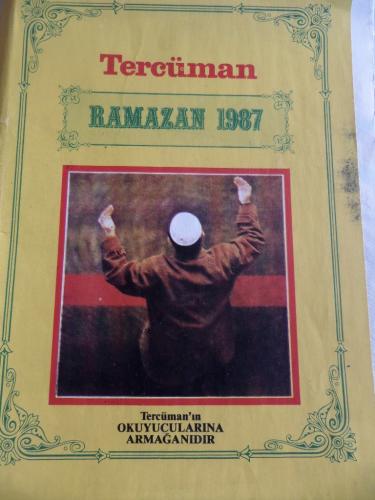 Tercüman
RAMAZAN 1987
Tercüman'ın
OKUYUCULARINA
ARMAĞANIDIR